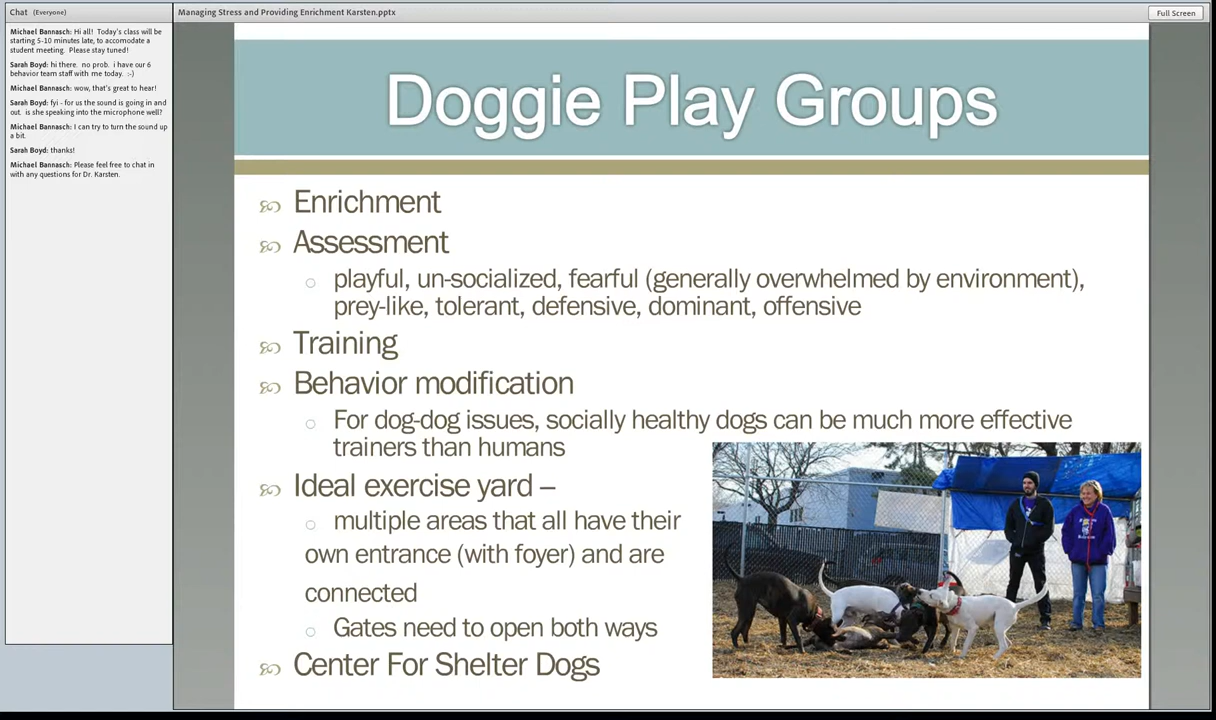 Chat (Everyone)
Michael Bannasch: Hi all! Today's class will be
starting 5-10 minutes late, to accomodate a
student meeting. Please stay tuned!
Sarah Boyd: hi there. no prob. i have our 6
behavior team staff with me today. :-)
Michael Bannasch: wow, that's great to hear!
Sarah Boyd: fyi - for us the sound is going in and
out. is she speaking into the microphone well?
Michael Bannasch: I can try to turn the sound up
a bit.
Sarah Boyd: thanks!
Michael Bannasch: Please feel free to chat in
with any questions for Dr. Karsten.
Managing Stress and Providing Enrichment Karsten.pptx
Full Screen
Doggie Play Groups
Enrichment
Assessment
playful, un-socialized, fearful (generally overwhelmed by environment),
prey-like, tolerant, defensive, dominant, offensive
Training
Behavior modification
For dog-dog issues, socially healthy dogs can be much more effective
trainers than humans
Ideal exercise yard –
multiple areas that all have their
own entrance (with foyer) and are
connected
Gates need to open both ways
Center For Shelter Dogs